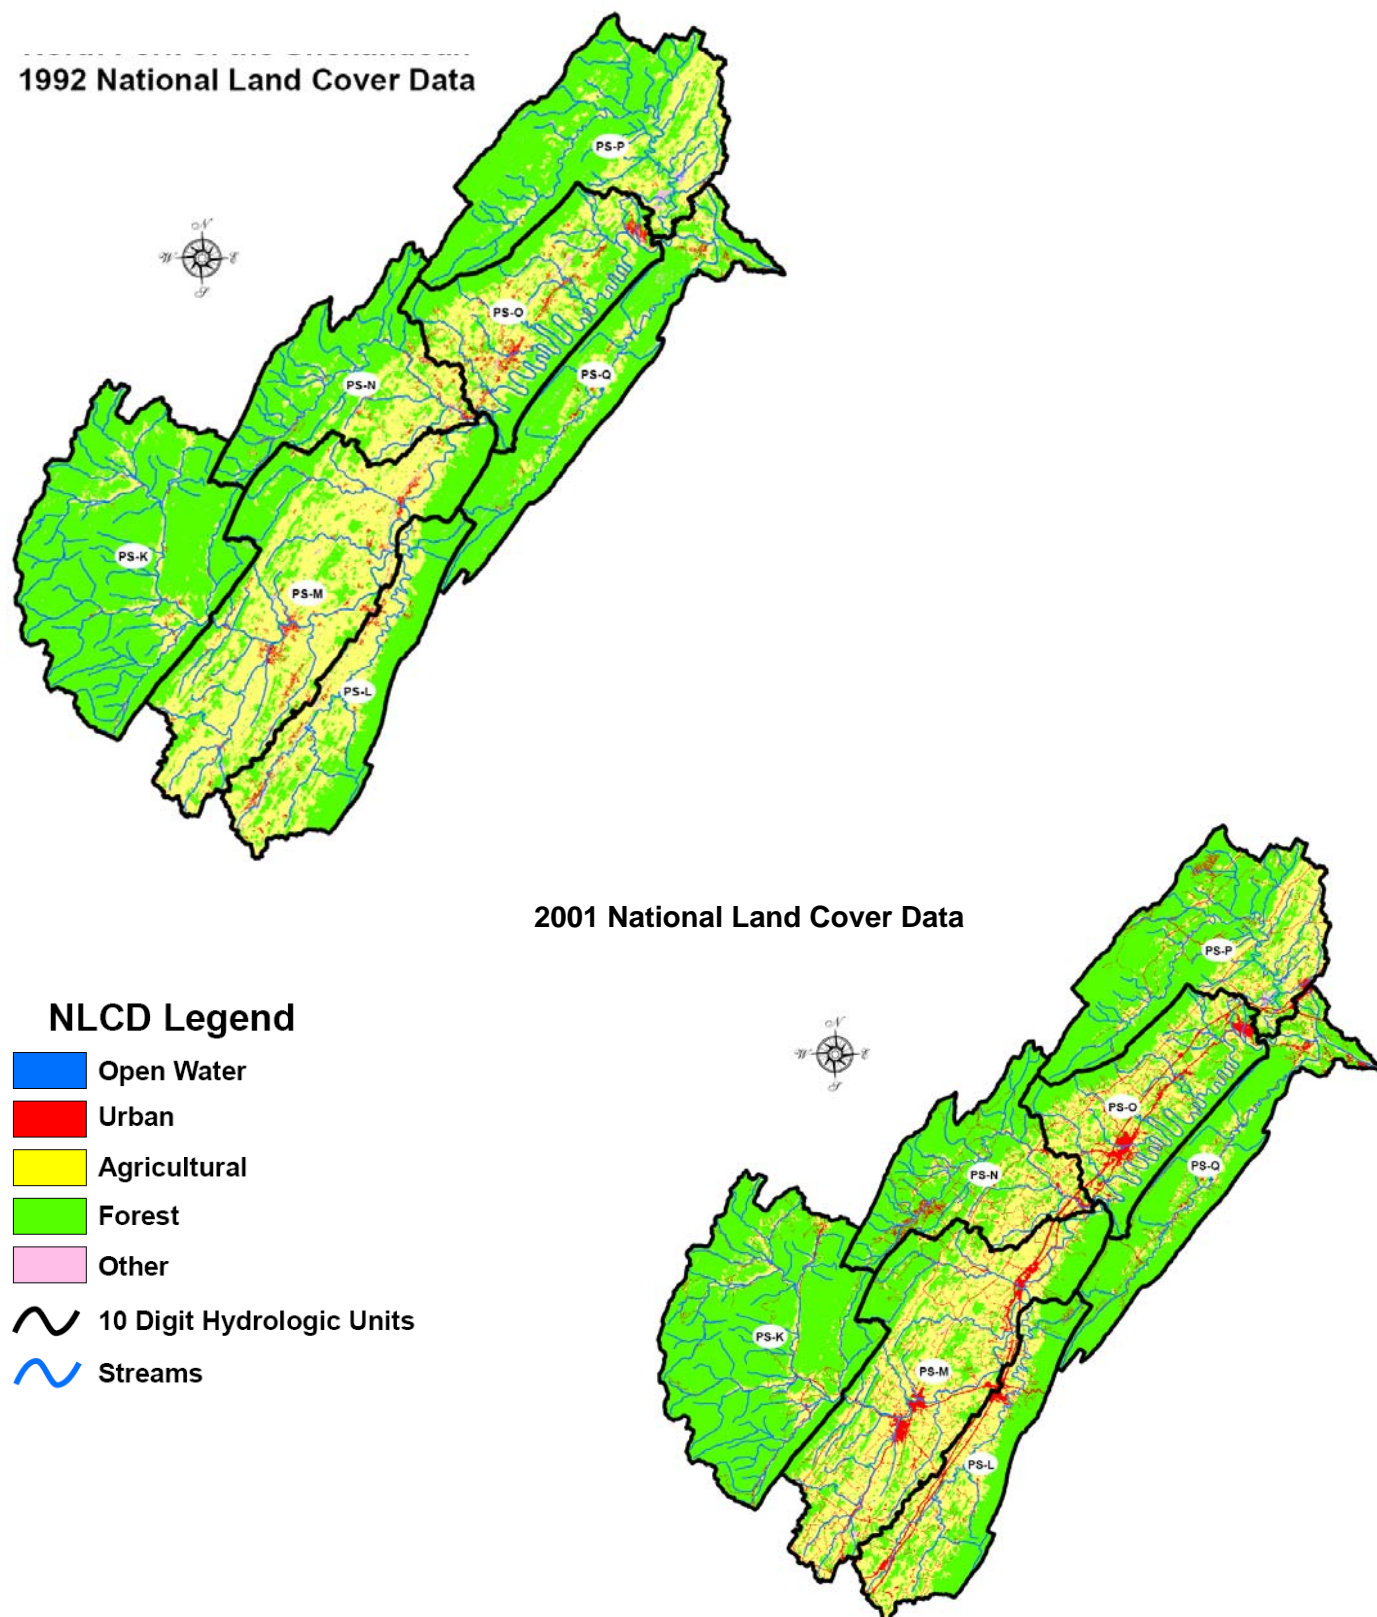 1992 National Land Cover Data
PS-P
N
W E
S
PS-O
PS-Q
PS-N
PS-K
PS-M
PS-L
2001 National Land Cover Data
PS-P
N
W E
S
PS-O
PS-N
PS-Q
PS-K
PS-M
PS-L
NLCD Legend
Open Water
Urban
Agricultural
Forest
Other
10 Digit Hydrologic Units
Streams